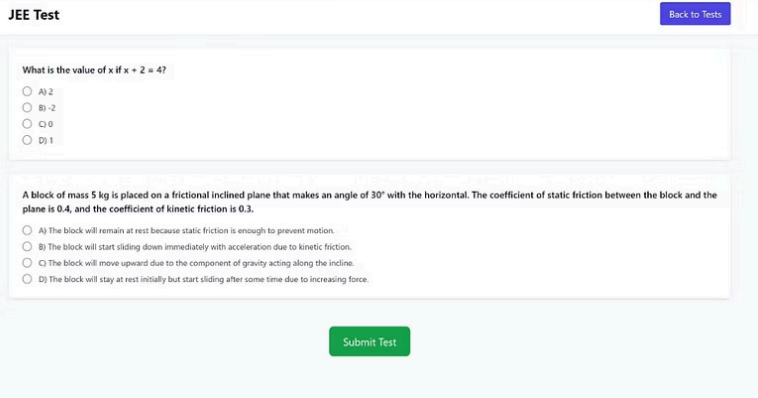 JEE Test
Back to Tests
What is the value of x if x + 2 = 4?
A) 2
B) -2
C) 0
D) 1
A block of mass 5 kg is placed on a frictional inclined plane that makes an angle of 30° with the horizontal. The coefficient of static friction between the block and the
plane is 0.4, and the coefficient of kinetic friction is 0.3.
A) The block will remain at rest because static friction is enough to prevent motion.
B) The block will start sliding down immediately with acceleration due to kinetic friction.
C) The block will move upward due to the component of gravity acting along the incline.
D) The block will stay at rest initially but start sliding after some time due to increasing force.
Submit Test